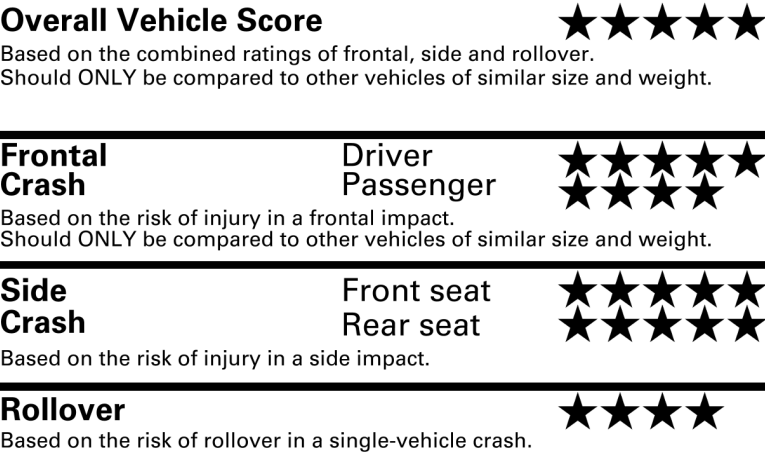 Overall Vehicle Score ★★★★★
Based on the combined ratings of frontal, side and rollover.
Should ONLY be compared to other vehicles of similar size and weight.
Frontal Driver ★★★★★
Crash Passenger ★★★★
Based on the risk of injury in a frontal impact.
Should ONLY be compared to other vehicles of similar size and weight.
Side Front seat ★★★★★
Crash Rear seat ★★★★★
Based on the risk of injury in a side impact.
Rollover ★★★★
Based on the risk of rollover in a single-vehicle crash.